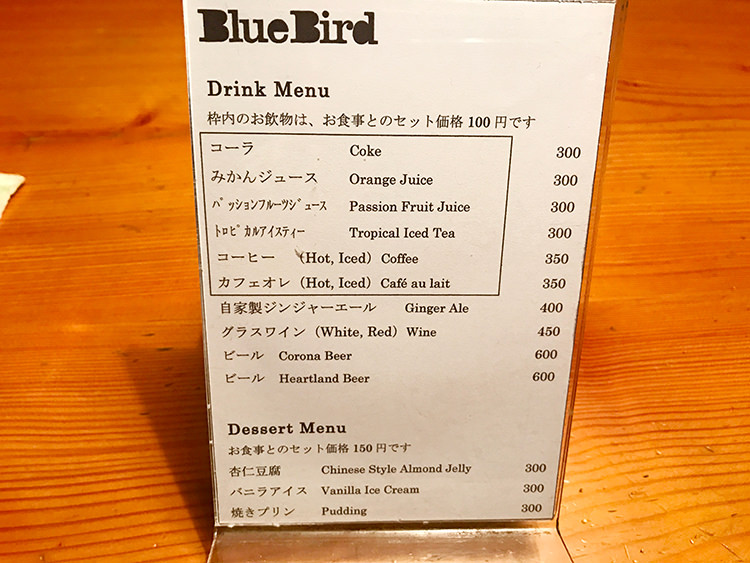 BlueBird
Drink Menu
枠内のお飲物は、お食事とのセット価格 100 円です
コーラ Coke 300
みかんジュース Orange Juice 300
ﾊﾟｯｼｮﾝﾌﾙｰﾂｼﾞｭｰｽ Passion Fruit Juice 300
ﾄﾛﾋﾟｶﾙｱｲｽﾃｨｰ Tropical Iced Tea 300
コーヒー (Hot, Iced) Coffee 350
カフェオレ (Hot, Iced) Café au lait 350
自家製ジンジャーエール Ginger Ale 400
グラスワイン (White, Red) Wine 450
ビール Corona Beer 600
ビール Heartland Beer 600
Dessert Menu
お食事とのセット価格 150 円です
杏仁豆腐 Chinese Style Almond Jelly 300
バニラアイス Vanilla Ice Cream 300
焼きプリン Pudding 300